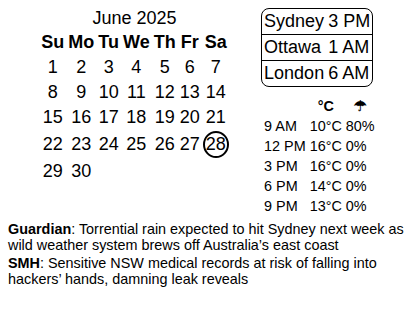 June 2025
Su Mo Tu We Th Fr Sa
1 2 3 4 5 6 7
8 9 10 11 12 13 14
15 16 17 18 19 20 21
22 23 24 25 26 27 28
29 30
Sydney 3 PM
Ottawa 1 AM
London 6 AM
°C ☂
9 AM 10°C 80%
12 PM 16°C 0%
3 PM 16°C 0%
6 PM 14°C 0%
9 PM 13°C 0%
Guardian: Torrential rain expected to hit Sydney next week as
wild weather system brews off Australia’s east coast
SMH: Sensitive NSW medical records at risk of falling into
hackers’ hands, damning leak reveals